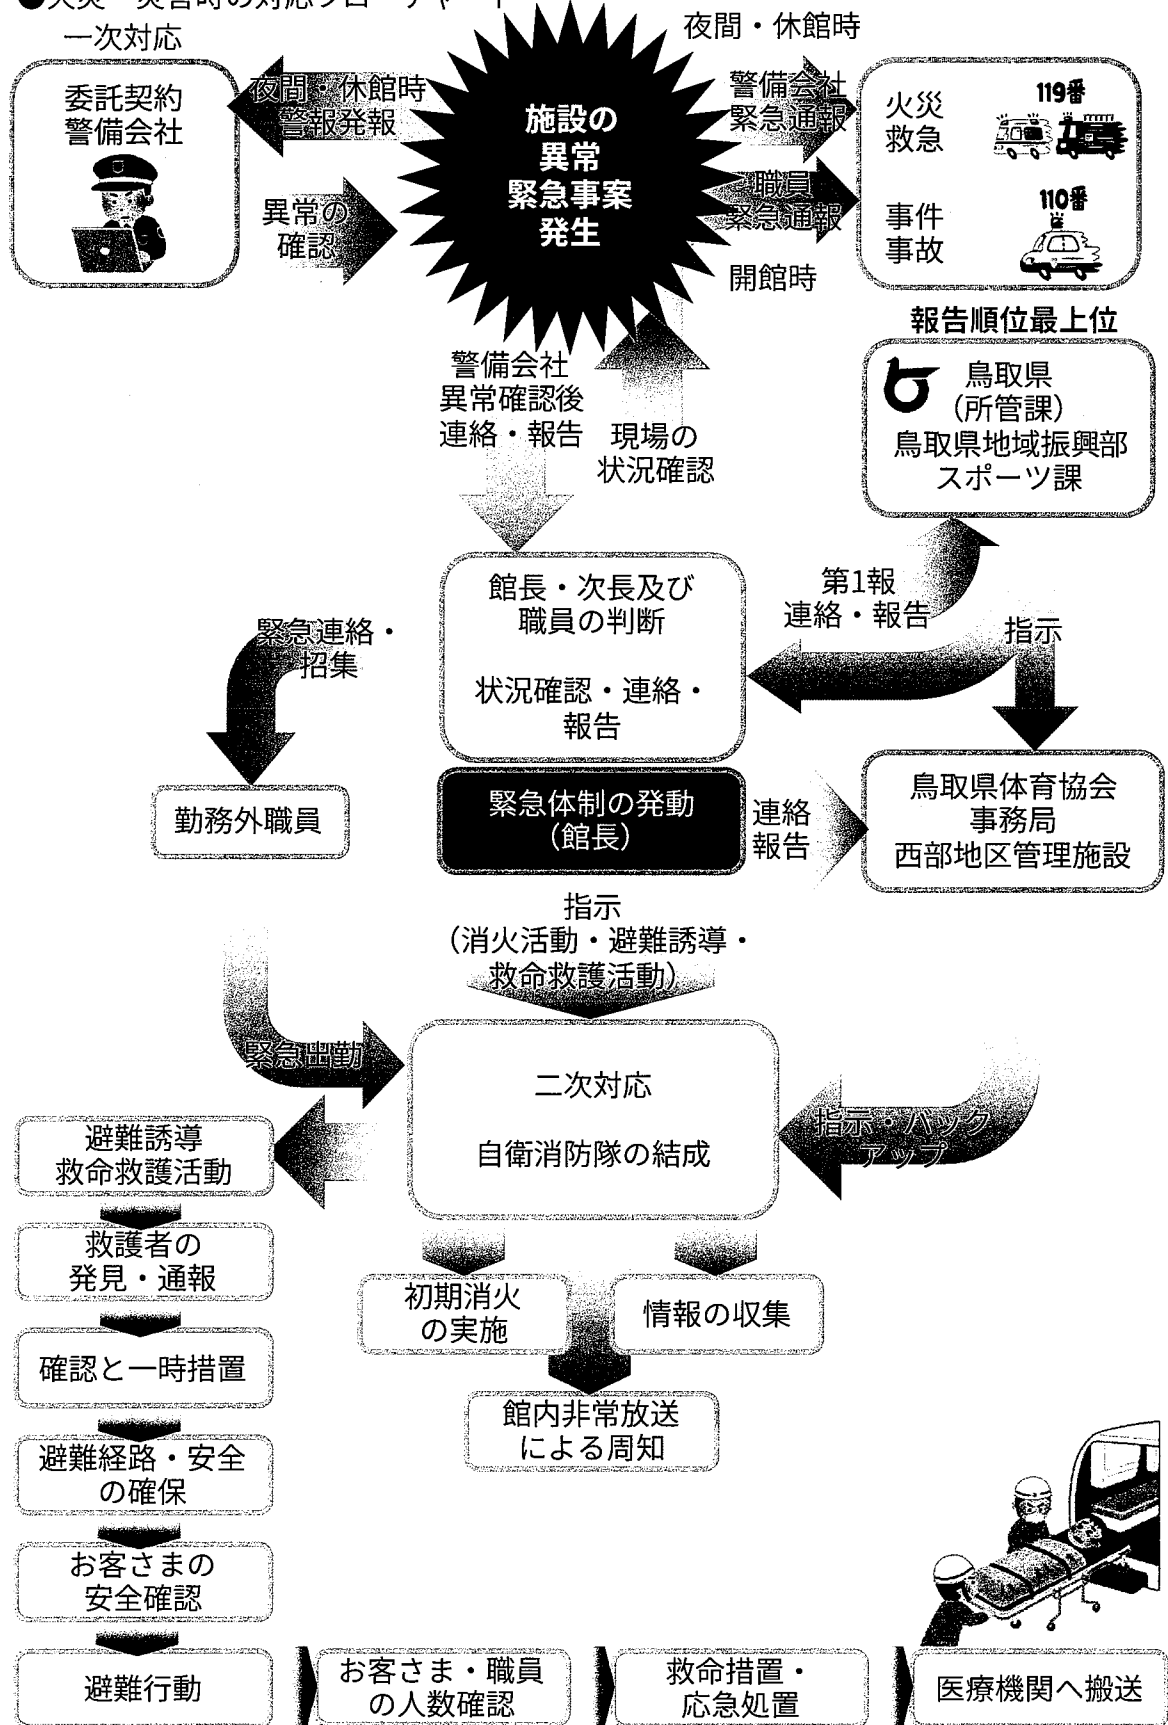 ●火災・災害時の対応フローチャート
一次対応
夜間・休館時
委託契約
警備会社
夜間・休館時
警報発報
異常の
確認
施設の
異常
緊急事案
発生
警備会社
緊急通報
職員
緊急通報
開館時
火災
救急
119番
事件
事故
110番
報告順位最上位
鳥取県
（所管課）
鳥取県地域振興部
スポーツ課
警備会社
異常確認後
連絡・報告
現場の
状況確認
館長・次長及び
職員の判断
状況確認・連絡・
報告
第1報
連絡・報告
指示
緊急連絡・
招集
勤務外職員
緊急体制の発動
（館長）
連絡
報告
鳥取県体育協会
事務局
西部地区管理施設
指示
（消火活動・避難誘導・
救命救護活動）
緊急出勤
二次対応
自衛消防隊の結成
指示・バック
アップ
避難誘導
救命救護活動
救護者の
発見・通報
確認と一時措置
避難経路・安全
の確保
お客さまの
安全確認
初期消火
の実施
情報の収集
館内非常放送
による周知
避難行動
お客さま・職員
の人数確認
救命措置・
応急処置
医療機関へ搬送